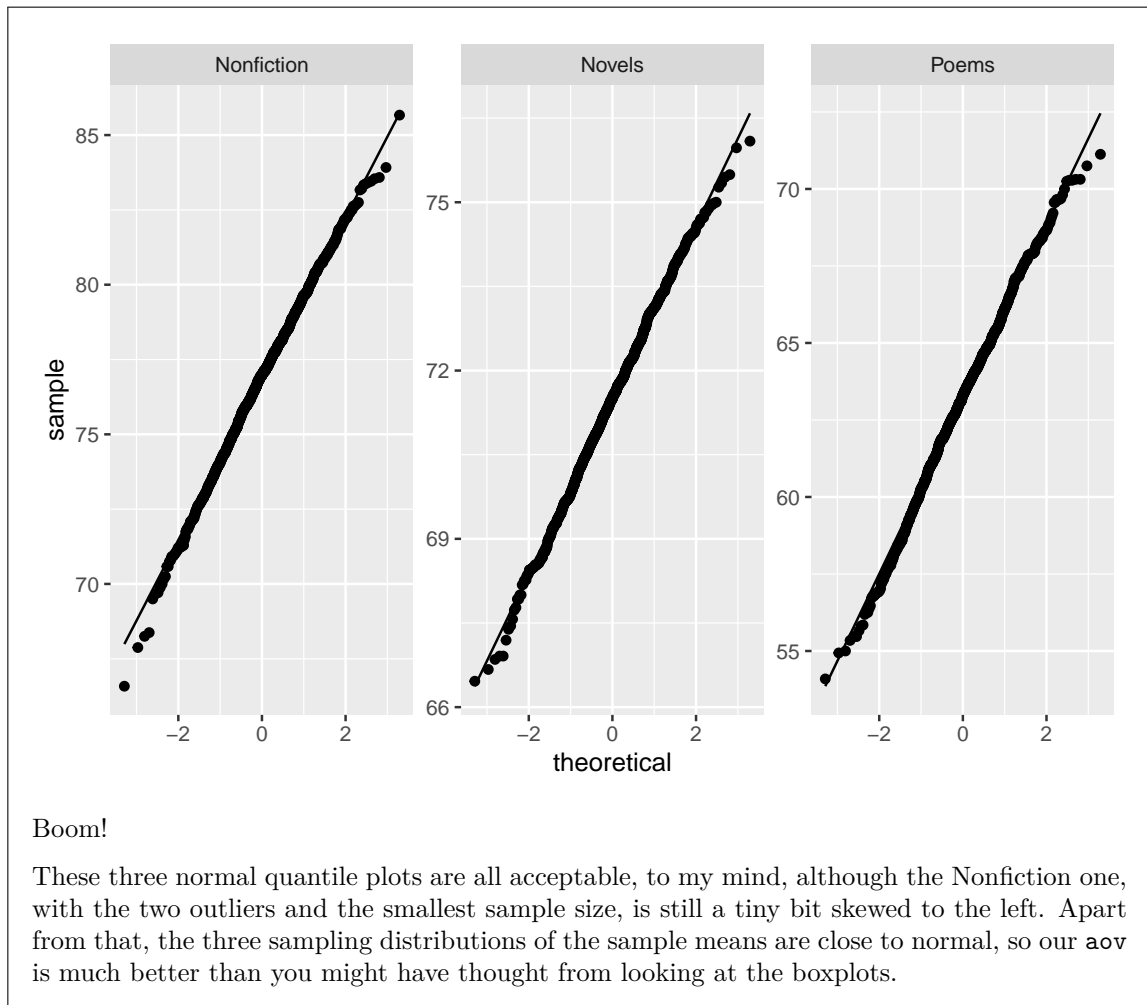 Nonfiction
Novels
Poems
85
80
75
70
75
72
69
66
70
65
60
55
sample
−2 0 2
−2 0 2
−2 0 2
theoretical
Boom!
These three normal quantile plots are all acceptable, to my mind, although the Nonfiction one,
with the two outliers and the smallest sample size, is still a tiny bit skewed to the left. Apart
from that, the three sampling distributions of the sample means are close to normal, so our aov
is much better than you might have thought from looking at the boxplots.